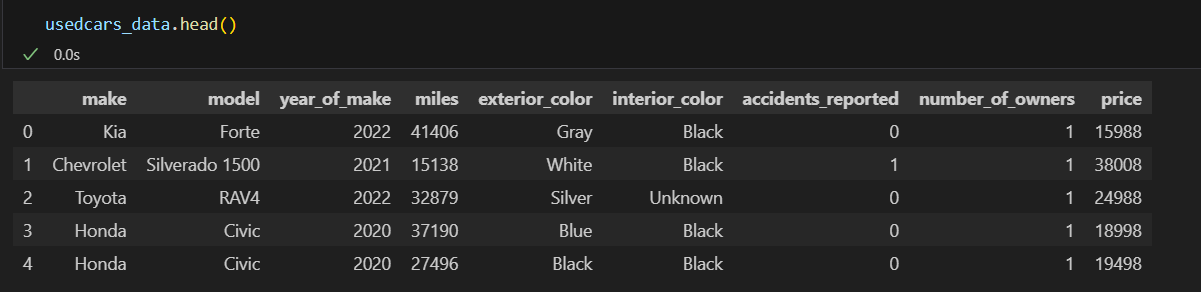 usedcars_data.head()
0.0s
make model year_of_make miles exterior_color interior_color accidents_reported number_of_owners price
0 Kia Forte 2022 41406 Gray Black 0 1 15988
1 Chevrolet Silverado 1500 2021 15138 White Black 1 1 38008
2 Toyota RAV4 2022 32879 Silver Unknown 0 1 24988
3 Honda Civic 2020 37190 Blue Black 0 1 18998
4 Honda Civic 2020 27496 Black Black 0 1 19498